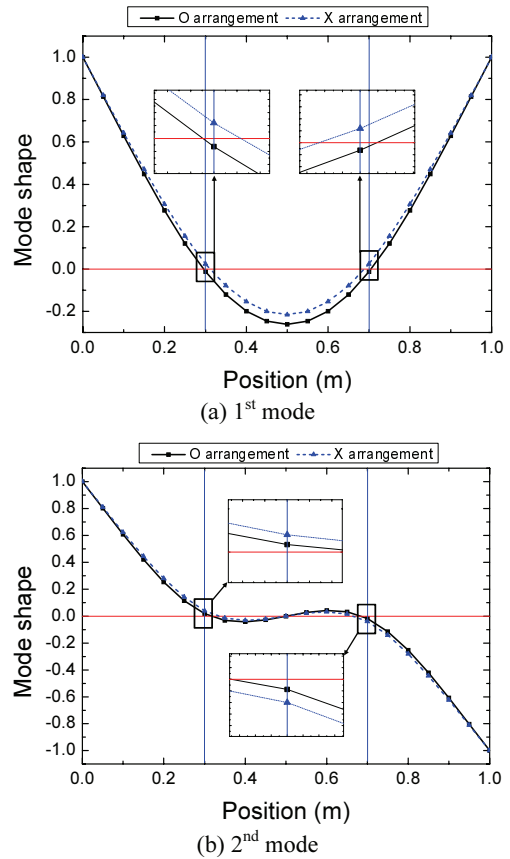 O arrangement X arrangement
1.0
0.8
0.6
0.4
0.2
0.0
-0.2
Mode shape
0.0 0.2 0.4 0.6 0.8 1.0
Position (m)
(a) 1st mode
O arrangement X arrangement
1.0
0.8
0.6
0.4
0.2
0.0
-0.2
-0.4
-0.6
-0.8
-1.0
Mode shape
0.0 0.2 0.4 0.6 0.8 1.0
Position (m)
(b) 2nd mode